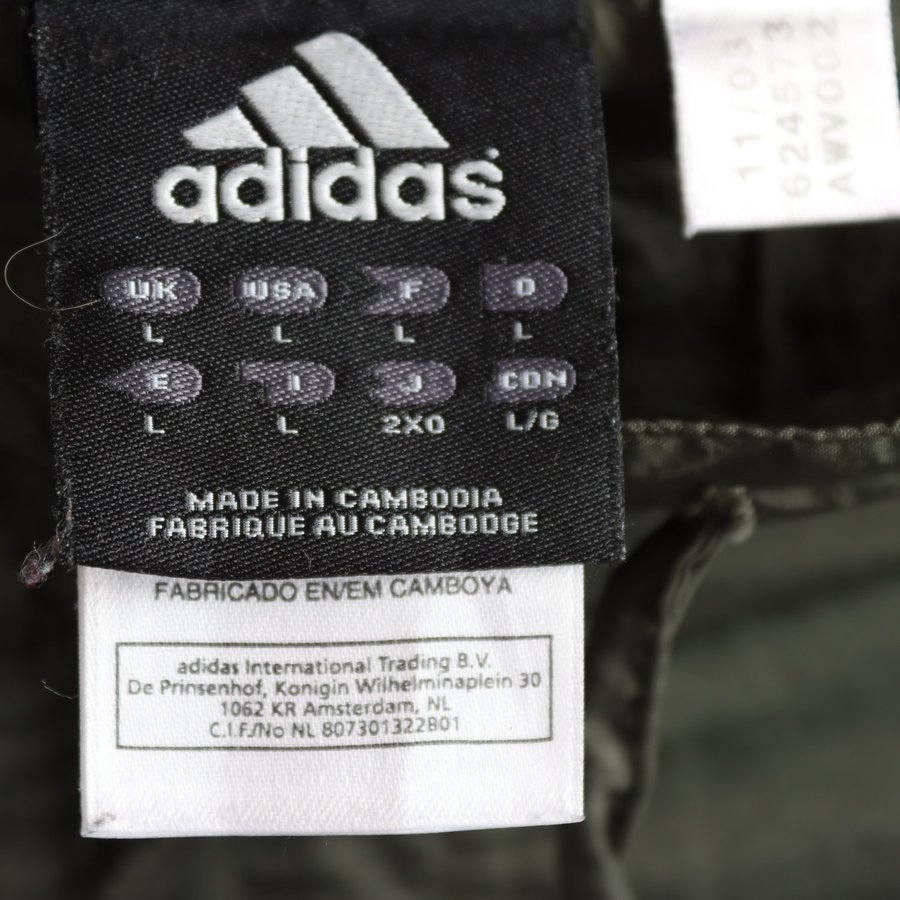 adidas
UK USA F D
L L L L
E I J CDN
L L 2XO L/G
MADE IN CAMBODIA
FABRIQUE AU CAMBODGE
FABRICADO EN/EM CAMBOYA
adidas International Trading B.V.
De Prinsenhof, Konigin Wilhelminaplein 30
1062 KR Amsterdam, NL
C.I.F./No NL 807301322B01
11/03
624573
AWV002